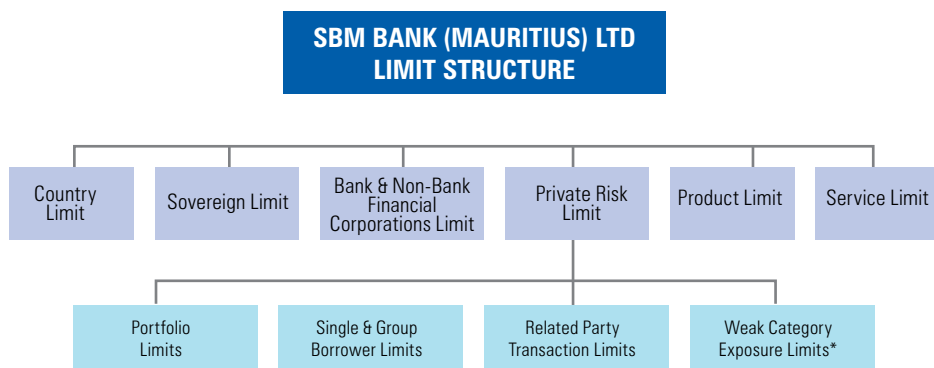 SBM BANK (MAURITIUS) LTD
LIMIT STRUCTURE
Country
Limit
Sovereign Limit
Bank & Non-Bank
Financial
Corporations Limit
Private Risk
Limit
Product Limit
Service Limit
Portfolio
Limits
Single & Group
Borrower Limits
Related Party
Transaction Limits
Weak Category
Exposure Limits*